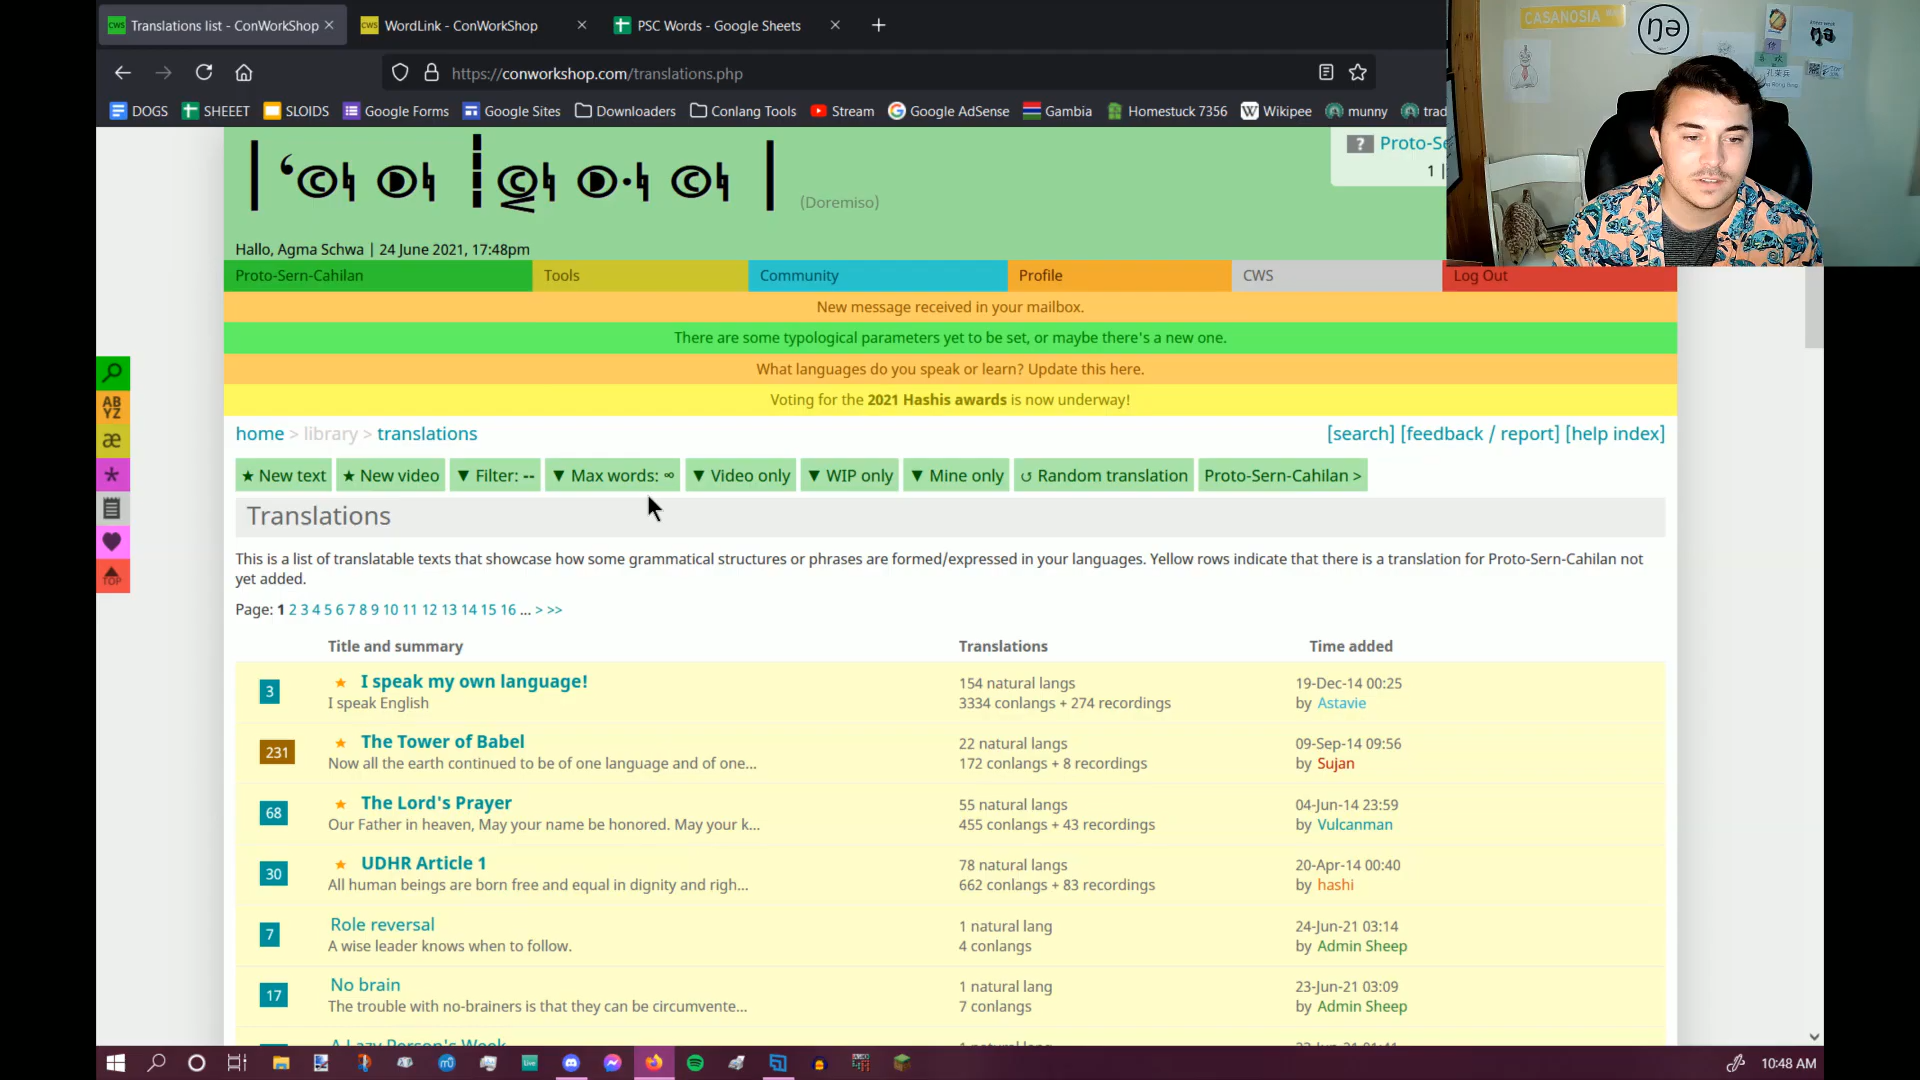 Translations list - ConWorkShop
WordLink - ConWorkShop
PSC Words - Google Sheets
https://conworkshop.com/translations.php
DOGS
SHEEET
SLOIDS
Google Forms
Google Sites
Downloaders
Conlang Tools
Stream
Google AdSense
Gambia
Homestuck 7356
Wikipee
munny
trad
CASANOSIA
ŋə
(Doremiso)
? Proto-Se
1 |
Hallo, Agma Schwa | 24 June 2021, 17:48pm
Proto-Sern-Cahilan
Tools
Community
Profile
CWS
Log Out
New message received in your mailbox.
There are some typological parameters yet to be set, or maybe there's a new one.
What languages do you speak or learn? Update this here.
Voting for the 2021 Hashis awards is now underway!
AB
YZ
æ
*
TOP
home > library > translations
[search] [feedback / report] [help index]
★ New text
★ New video
▼ Filter: --
▼ Max words: ∞
▼ Video only
▼ WIP only
▼ Mine only
↺ Random translation
Proto-Sern-Cahilan >
Translations
This is a list of translatable texts that showcase how some grammatical structures or phrases are formed/expressed in your languages. Yellow rows indicate that there is a translation for Proto-Sern-Cahilan not
yet added.
Page: 1 2 3 4 5 6 7 8 9 10 11 12 13 14 15 16 ... > >>
Title and summary
Translations
Time added
3
★ I speak my own language!
I speak English
154 natural langs
3334 conlangs + 274 recordings
19-Dec-14 00:25
by Astavie
231
★ The Tower of Babel
Now all the earth continued to be of one language and of one...
22 natural langs
172 conlangs + 8 recordings
09-Sep-14 09:56
by Sujan
68
★ The Lord's Prayer
Our Father in heaven, May your name be honored. May your k...
55 natural langs
455 conlangs + 43 recordings
04-Jun-14 23:59
by Vulcanman
30
★ UDHR Article 1
All human beings are born free and equal in dignity and righ...
78 natural langs
662 conlangs + 83 recordings
20-Apr-14 00:40
by hashi
7
Role reversal
A wise leader knows when to follow.
1 natural lang
4 conlangs
24-Jun-21 03:14
by Admin Sheep
17
No brain
The trouble with no-brainers is that they can be circumvente...
1 natural lang
7 conlangs
23-Jun-21 03:09
by Admin Sheep
A Lazy Person's Week
10:48 AM